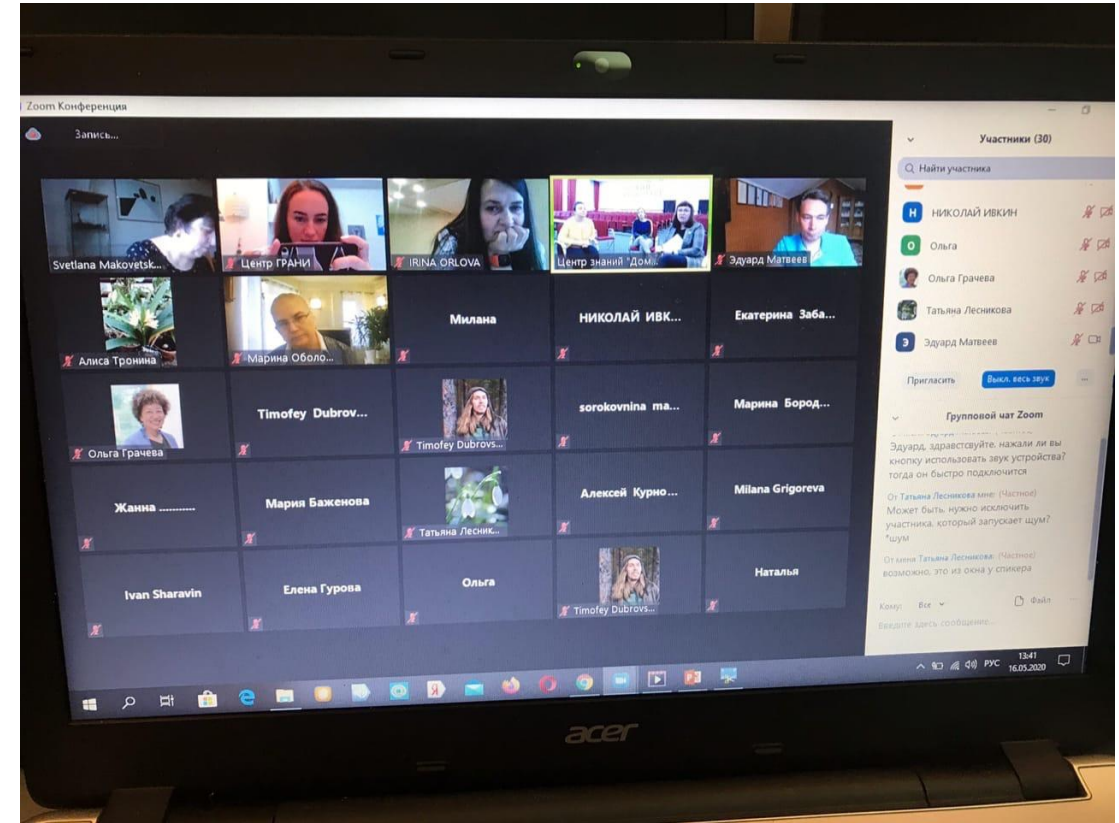 Zoom Конференция
Запись...
Svetlana Makovetsk...
Центр ГРАНИ
IRINA ORLOVA
Центр знаний "Дом...
Эдуард Матвеев
Алиса Тронина
Марина Оболо...
Милана
НИКОЛАЙ ИВК...
Екатерина Заба...
Ольга Грачева
Timofey Dubrov...
Timofey Dubrovs...
sorokovnina ma...
Марина Бород...
Жанна ..........
Мария Баженова
Татьяна Лесник...
Алексей Курно...
Milana Grigoreva
Ivan Sharavin
Елена Гурова
Ольга
Timofey Dubrovs...
Наталья
Участники (30)
Найти участника
Н НИКОЛАЙ ИВКИН
О Ольга
Ольга Грачева
Татьяна Лесникова
Э Эдуард Матвеев
Пригласить
Выкл. весь звук
...
Групповой чат Zoom
Эдуард, здравствуйте, нажали ли вы
кнопку использовать звук устройства?
тогда он быстро подключится
От Татьяна Лесникова мне: (Частное)
Может быть, нужно исключить
участника, который запускает щум?
*шум
От меня Татьяна Лесникова: (Частное)
возможно, это из окна у спикера
Кому: Все
Файл
Введите здесь сообщение...
РУС
13:41
16.05.2020
acer